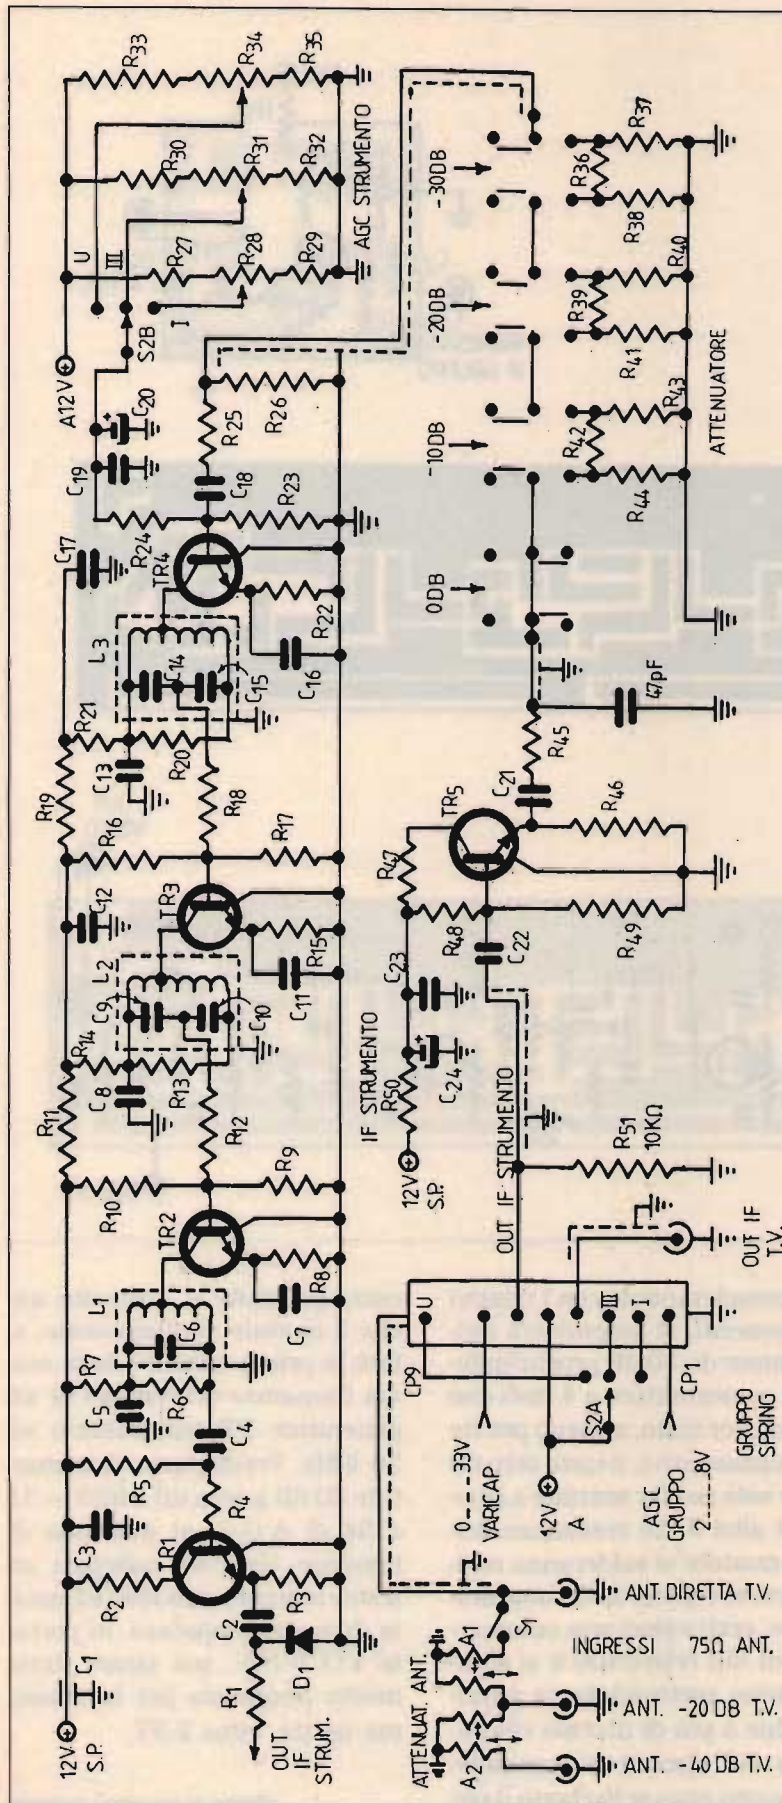 12V S.P.
C1
R2
C3
R5
R7
C5
L1
R6
C6
R10
R11
R14
C8
R13
L2
C9
C10
C12
R16
R19
R21
C13
R20
L3
C14
C15
C17
R24
C19
C20
A12V
S2B
U
III
I
R27
R28
R29
R30
R31
R32
R33
R34
R35
AGC STRUMENTO
OUT IF STRUM.
R1
C2
D1
R3
TR1
R4
C4
TR2
C7
R8
R9
R12
TR3
C11
R15
R17
R18
TR4
C16
R22
R23
C18
R25
R26
IF STRUMENTO
12V S.P.
R50
C24
C23
R48
R47
TR5
C22
R49
C21
R46
R45
47pF
0DB
-10DB
-20DB
-30DB
R44
R42
R43
R41
R39
R40
R38
R36
R37
ATTENUATORE
ATTENUAT. ANT.
A2
A1
S1
ANT. -40 DB T.V.
ANT. -20 DB T.V.
ANT. DIRETTA T.V.
INGRESSI 75Ω ANT.
0 - - - -33V
VARICAP
12V
A
A.G.C
GRUPPO
2.....8V
CP9
U
S2A
III
I
CP1
GRUPPO SPRING
OUT IF STRUMENTO
R51
10KΩ
OUT IF T.V.